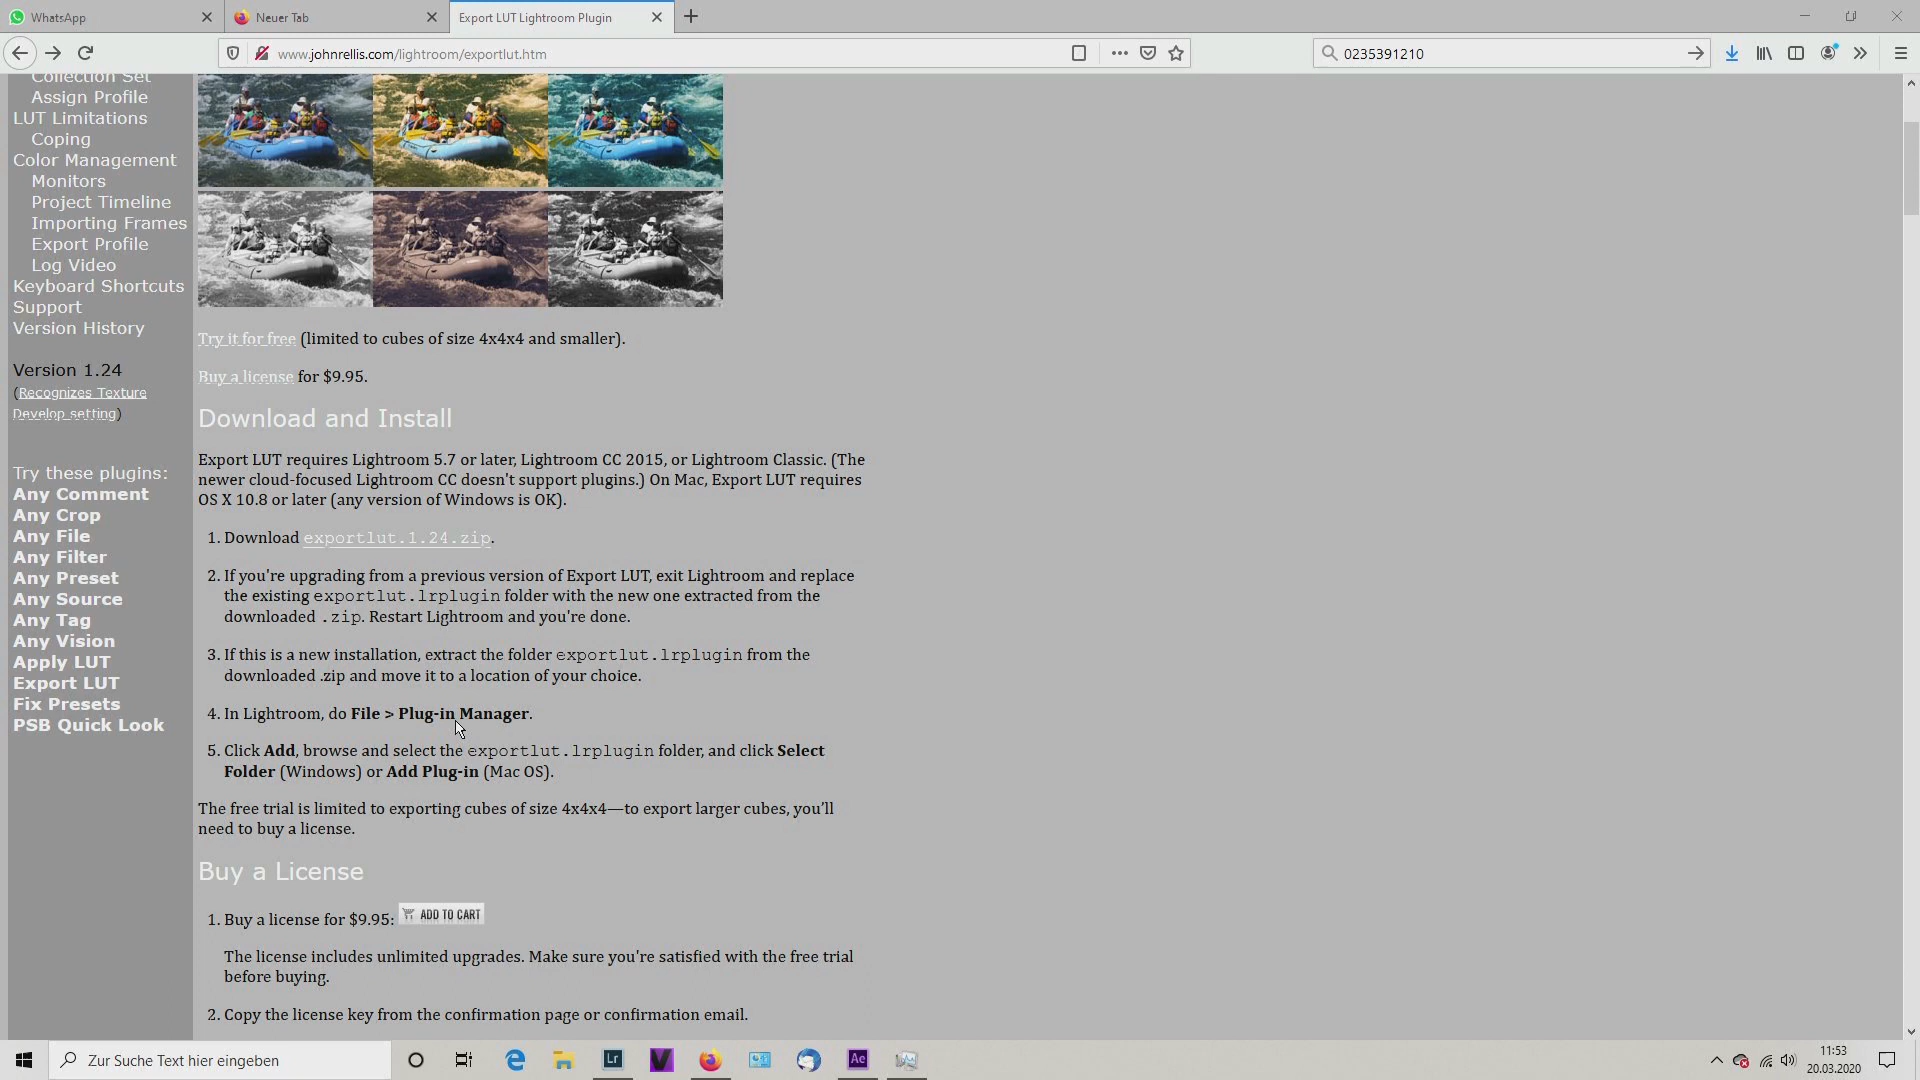 WhatsApp
Neuer Tab
Export LUT Lightroom Plugin
www.johnrellis.com/lightroom/exportlut.htm
0235391210
Collection Set
Assign Profile
LUT Limitations
Coping
Color Management
Monitors
Project Timeline
Importing Frames
Export Profile
Log Video
Keyboard Shortcuts
Support
Version History
Version 1.24
(Recognizes Texture
Develop setting)
Try these plugins:
Any Comment
Any Crop
Any File
Any Filter
Any Preset
Any Source
Any Tag
Any Vision
Apply LUT
Export LUT
Fix Presets
PSB Quick Look
Try it for free (limited to cubes of size 4x4x4 and smaller).
Buy a license for $9.95.
Download and Install
Export LUT requires Lightroom 5.7 or later, Lightroom CC 2015, or Lightroom Classic. (The
newer cloud-focused Lightroom CC doesn't support plugins.) On Mac, Export LUT requires
OS X 10.8 or later (any version of Windows is OK).
1. Download exportlut.1.24.zip.
2. If you're upgrading from a previous version of Export LUT, exit Lightroom and replace
the existing exportlut.lrplugin folder with the new one extracted from the
downloaded .zip. Restart Lightroom and you're done.
3. If this is a new installation, extract the folder exportlut.lrplugin from the
downloaded .zip and move it to a location of your choice.
4. In Lightroom, do File > Plug-in Manager.
5. Click Add, browse and select the exportlut.lrplugin folder, and click Select
Folder (Windows) or Add Plug-in (Mac OS).
The free trial is limited to exporting cubes of size 4x4x4—to export larger cubes, you’ll
need to buy a license.
Buy a License
1. Buy a license for $9.95: ADD TO CART
The license includes unlimited upgrades. Make sure you're satisfied with the free trial
before buying.
2. Copy the license key from the confirmation page or confirmation email.
Zur Suche Text hier eingeben
Lr
Ae
11:53
20.03.2020